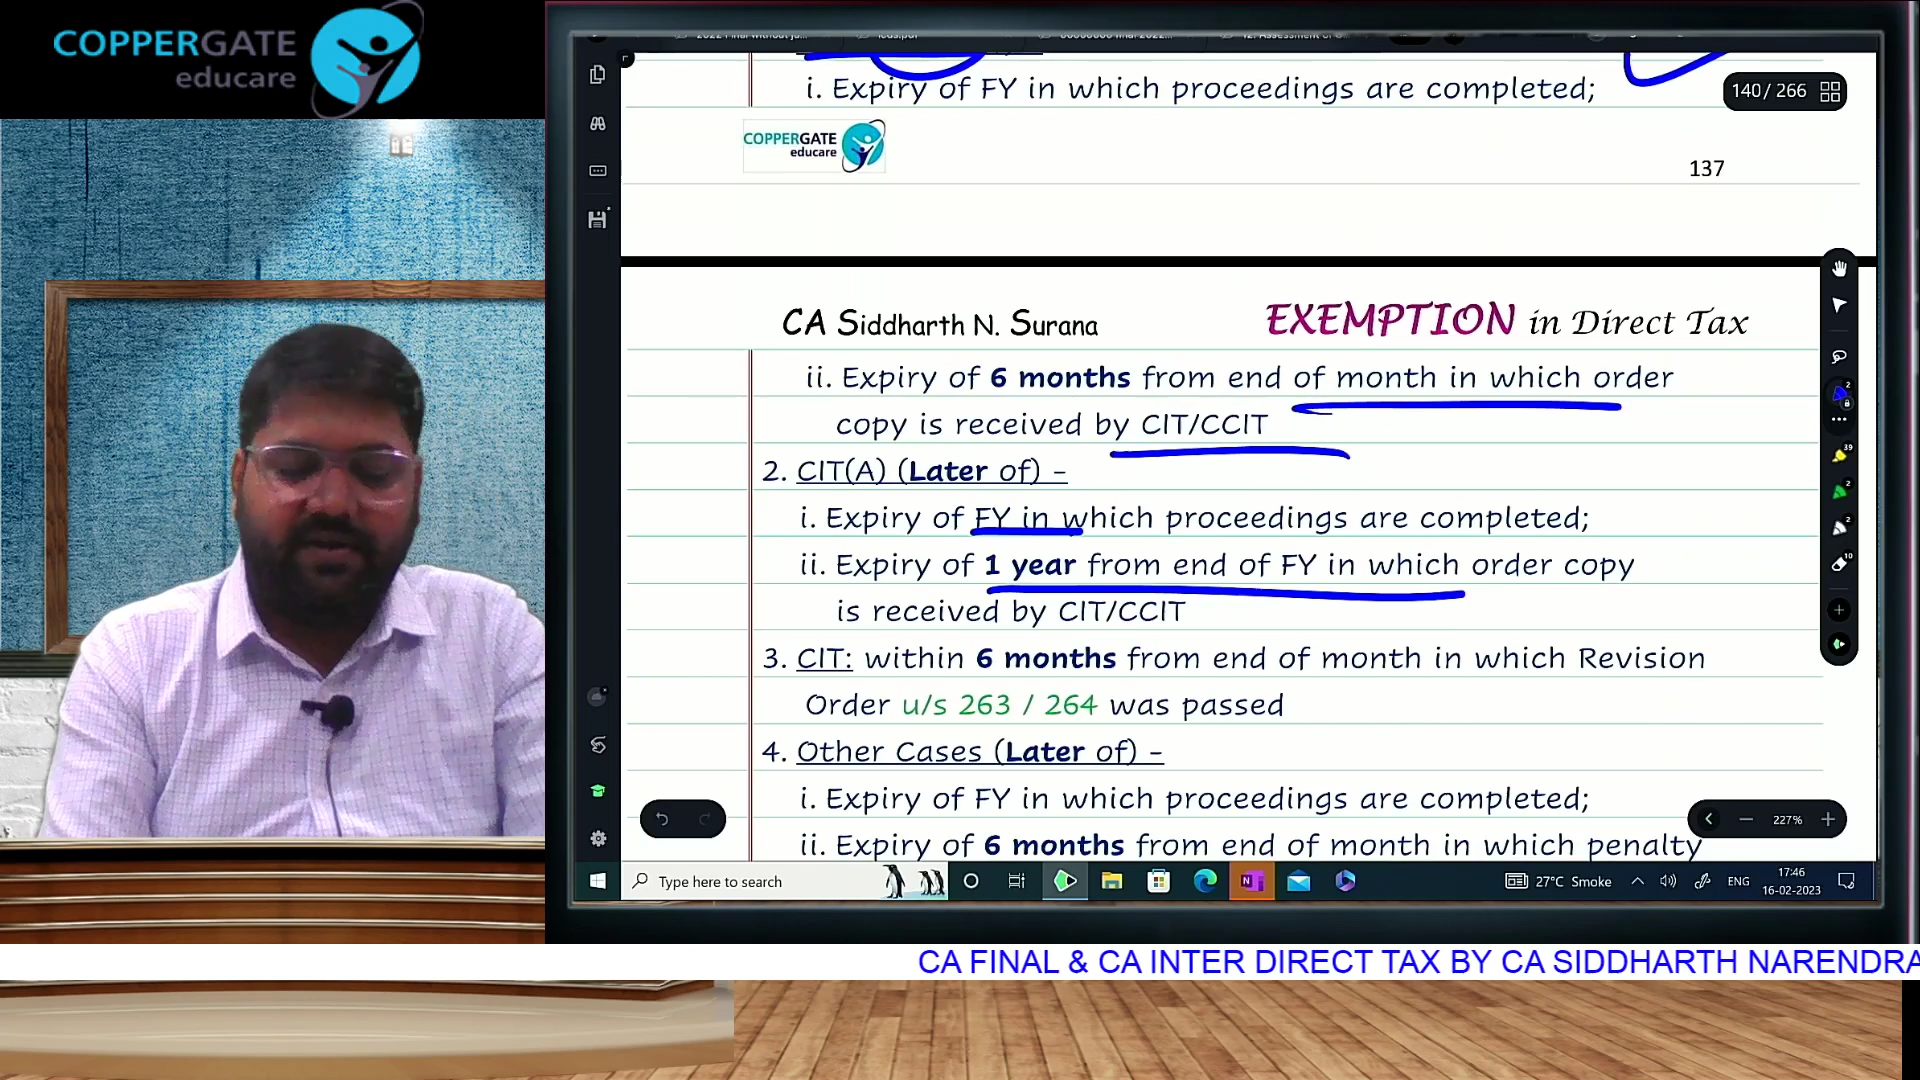 COPPERGATE
educare
i. Expiry of FY in which proceedings are completed;
140 / 266
COPPERGATE
educare
137
CA Siddharth N. Surana
EXEMPTION in Direct Tax
ii. Expiry of 6 months from end of month in which order
copy is received by CIT/CCIT
2. CIT(A) (Later of) –
i. Expiry of FY in which proceedings are completed;
ii. Expiry of 1 year from end of FY in which order copy
is received by CIT/CCIT
3. CIT: within 6 months from end of month in which Revision
Order u/s 263 / 264 was passed
4. Other Cases (Later of) –
i. Expiry of FY in which proceedings are completed;
227%
ii. Expiry of 6 months from end of month in which penalty
Type here to search
27°C Smoke
ENG
17:46
16-02-2023
CA FINAL & CA INTER DIRECT TAX BY CA SIDDHARTH NARENDRA